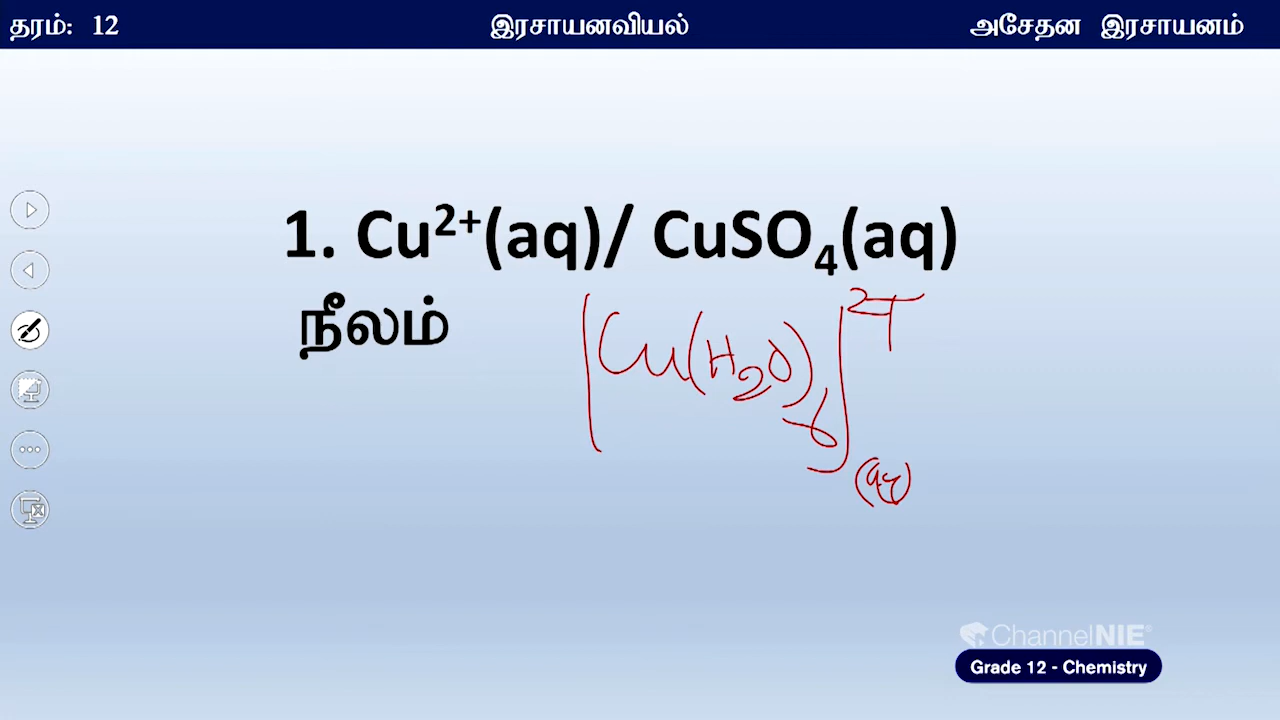 தரம்: 12 இரசாயனவியல் அசேதன இரசாயனம்
1. Cu²⁺(aq)/ CuSO₄(aq)
நீலம்
[Cu(H₂O)₆]²⁺(aq)
ChannelNIE
Grade 12 - Chemistry